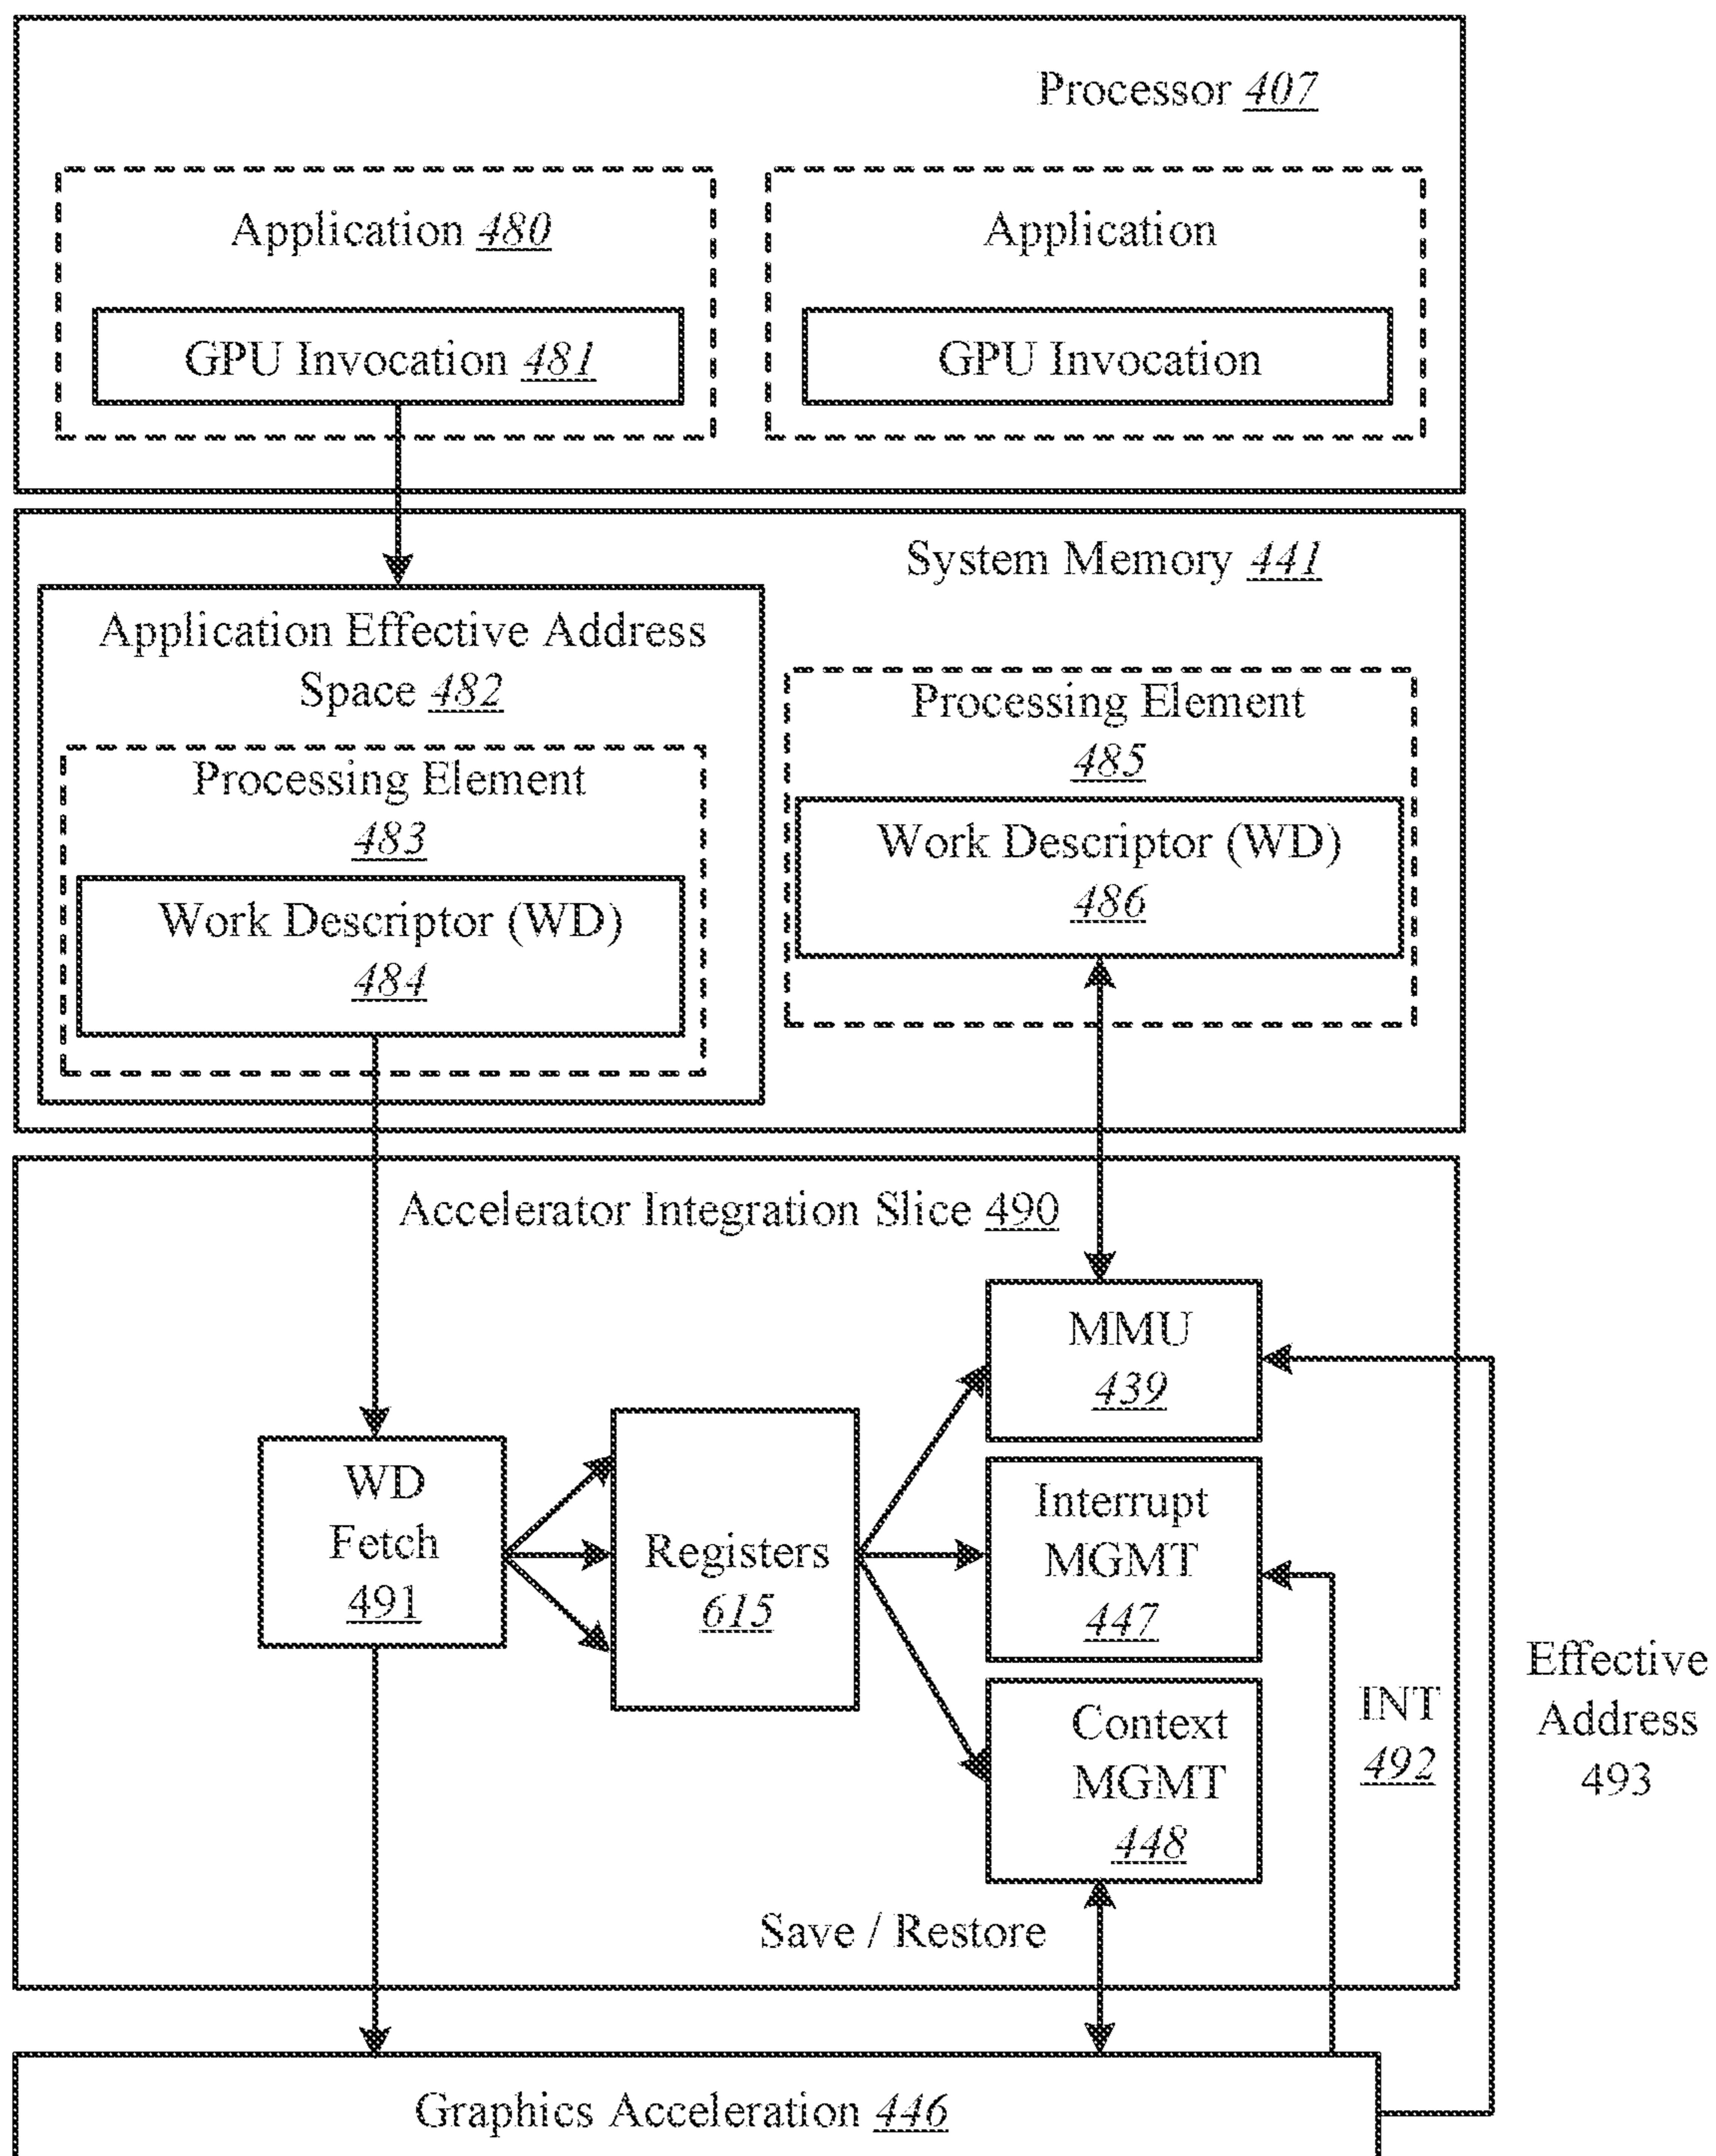 Processor 407
Application 480
GPU Invocation 481
Application
GPU Invocation
System Memory 441
Application Effective Address
Space 482
Processing Element
483
Work Descriptor (WD)
484
Processing Element
485
Work Descriptor (WD)
486
Accelerator Integration Slice 490
WD
Fetch
491
Registers
615
MMU
439
Interrupt
MGMT
447
Context
MGMT
448
INT
492
Effective
Address
493
Save / Restore
Graphics Acceleration 446